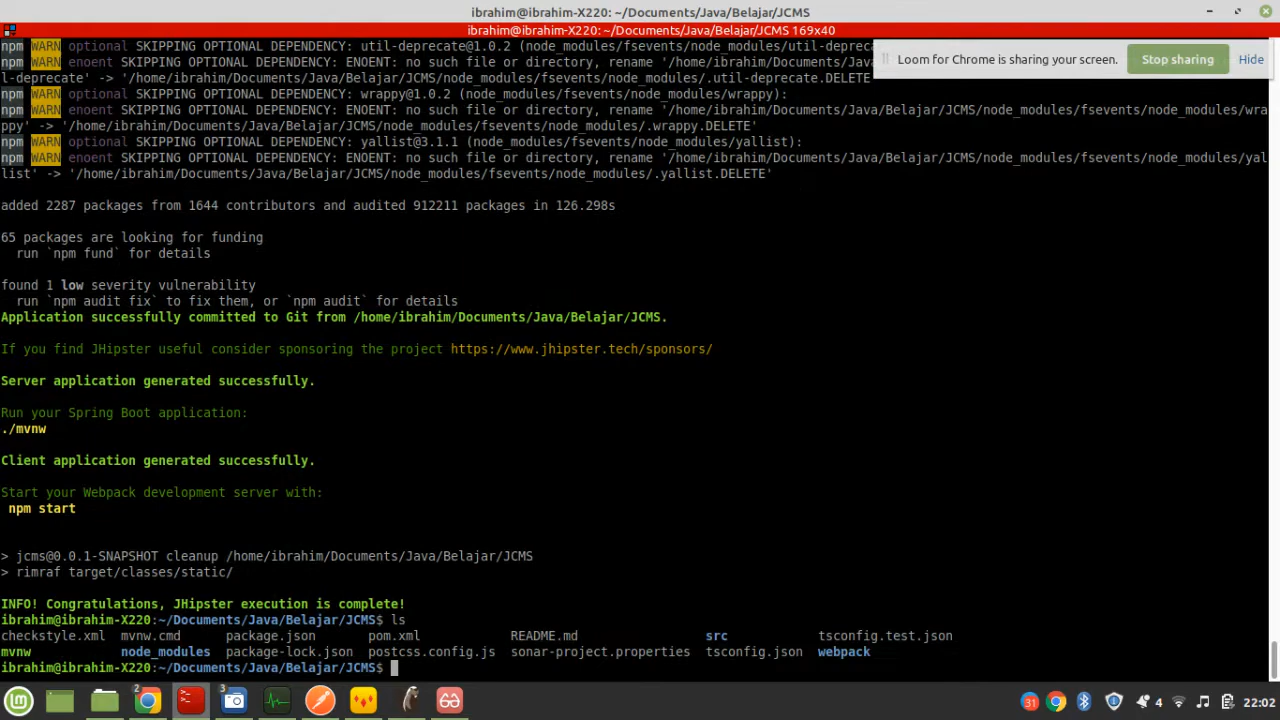 ibrahim@ibrahim-X220: ~/Documents/Java/Belajar/JCMS
ibrahim@ibrahim-X220: ~/Documents/Java/Belajar/JCMS 169x40
npm WARN optional SKIPPING OPTIONAL DEPENDENCY: util-deprecate@1.0.2 (node_modules/fsevents/node_modules/util-depreca
npm WARN enoent SKIPPING OPTIONAL DEPENDENCY: ENOENT: no such file or directory, rename '/home/ibrahim/Docum
l-deprecate' -> '/home/ibrahim/Documents/Java/Belajar/JCMS/node_modules/fsevents/node_modules/.util-deprecate.DELETE'
Loom for Chrome is sharing your screen.
Stop sharing
Hide
npm WARN optional SKIPPING OPTIONAL DEPENDENCY: wrappy@1.0.2 (node_modules/fsevents/node_modules/wrappy):
npm WARN enoent SKIPPING OPTIONAL DEPENDENCY: ENOENT: no such file or directory, rename '/home/ibrahim/Documents/Java/Belajar/JCMS/node_modules/fsevents/node_modules/wra
ppy' -> '/home/ibrahim/Documents/Java/Belajar/JCMS/node_modules/fsevents/node_modules/.wrappy.DELETE'
npm WARN optional SKIPPING OPTIONAL DEPENDENCY: yallist@3.1.1 (node_modules/fsevents/node_modules/yallist):
npm WARN enoent SKIPPING OPTIONAL DEPENDENCY: ENOENT: no such file or directory, rename '/home/ibrahim/Documents/Java/Belajar/JCMS/node_modules/fsevents/node_modules/yal
list' -> '/home/ibrahim/Documents/Java/Belajar/JCMS/node_modules/fsevents/node_modules/.yallist.DELETE'
added 2287 packages from 1644 contributors and audited 912211 packages in 126.298s
65 packages are looking for funding
run `npm fund` for details
found 1 low severity vulnerability
run `npm audit fix` to fix them, or `npm audit` for details
Application successfully committed to Git from /home/ibrahim/Documents/Java/Belajar/JCMS.
If you find JHipster useful consider sponsoring the project https://www.jhipster.tech/sponsors/
Server application generated successfully.
Run your Spring Boot application:
./mvnw
Client application generated successfully.
Start your Webpack development server with:
npm start
> jcms@0.0.1-SNAPSHOT cleanup /home/ibrahim/Documents/Java/Belajar/JCMS
> rimraf target/classes/static/
INFO! Congratulations, JHipster execution is complete!
ibrahim@ibrahim-X220:~/Documents/Java/Belajar/JCMS$ ls
checkstyle.xml mvnw.cmd package.json pom.xml README.md src tsconfig.test.json
mvnw node_modules package-lock.json postcss.config.js sonar-project.properties tsconfig.json webpack
ibrahim@ibrahim-X220:~/Documents/Java/Belajar/JCMS$
2 3 31 4 22:02